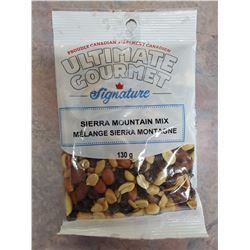 PROUDLY CANADIAN FIÈREMENT CANADIEN
ULTIMATE
GOURMET
Signature
SIERRA MOUNTAIN MIX
MÉLANGE SIERRA MONTAGNE
130 g